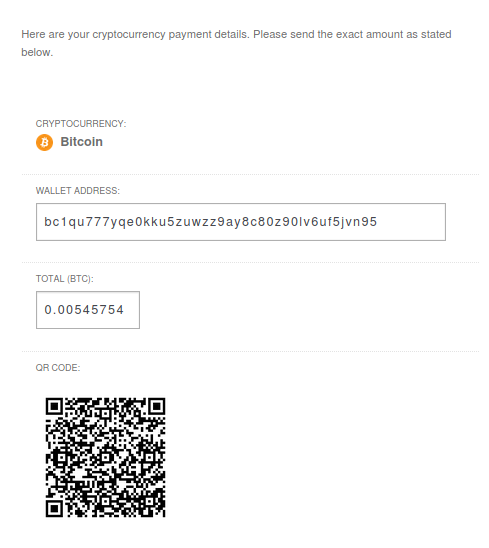 Here are your cryptocurrency payment details. Please send the exact amount as stated
below.
CRYPTOCURRENCY:
Bitcoin
WALLET ADDRESS:
bc1qu777yqe0kku5zuwzz9ay8c80z90lv6uf5jvn95
TOTAL (BTC):
0.00545754
QR CODE: